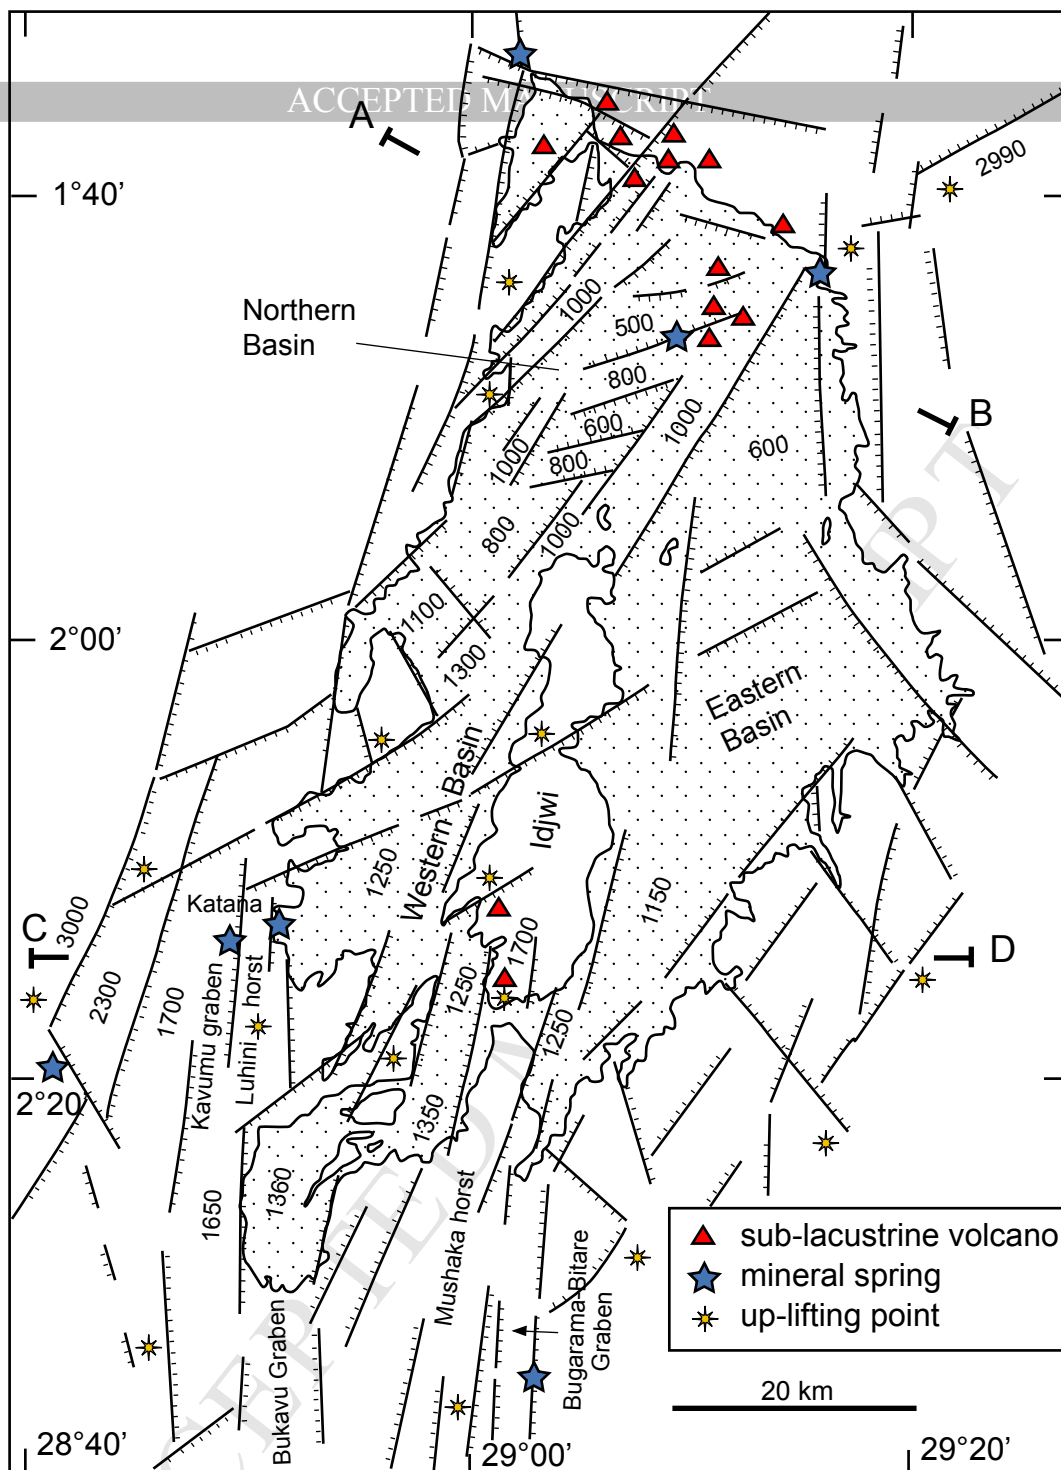 ACCEPTED MANUSCRIPT
A
2990
1°40’
Northern
Basin
1000
500
800
600
800
1000
1000
600
B
800
1000
1100
1300
2°00’
Eastern
Basin
Western Basin
Idjwi
1250
1150
Katana
C
3000
2300
1700
Kavumu graben
Luhini horst
1250
1700
1250
D
2°20’
1350
1650
1360
Mushaka horst
Bukavu Graben
Bugarama-Bitare
Graben
sub-lacustrine volcano
mineral spring
up-lifting point
20 km
28°40’
29°00’
29°20’
ACCEPTED MANUSCRIPT